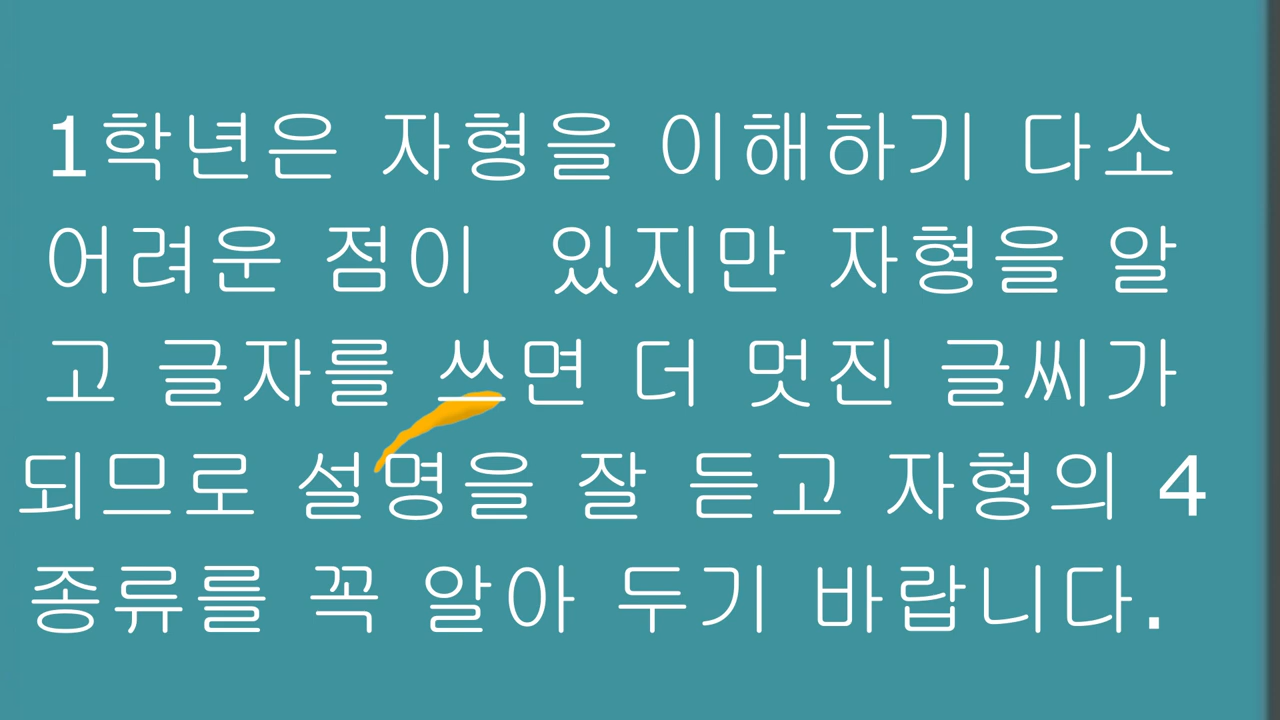 1학년은 자형을 이해하기 다소
어려운 점이  있지만 자형을 알
고 글자를 쓰면 더 멋진 글씨가
되므로 설명을 잘 듣고 자형의 4
종류를 꼭 알아 두기 바랍니다.